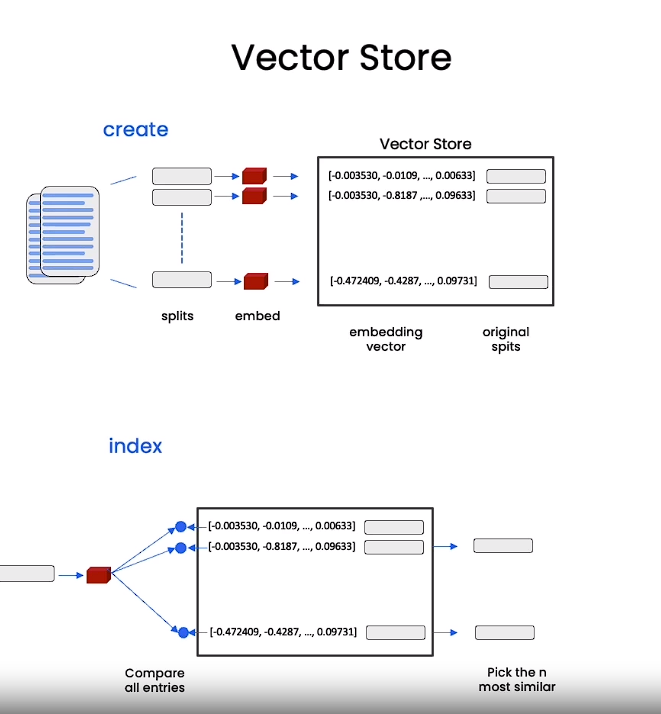 Vector Store
create
Vector Store
[-0.003530, -0.0109, ..., 0.00633]
[-0.003530, -0.8187 ,..., 0.09633]
[-0.472409, -0.4287, ..., 0.09731]
splits
embed
embedding
vector
original
spits
index
[-0.003530, -0.0109, ..., 0.00633]
[-0.003530, -0.8187, ..., 0.09633]
[-0.472409, -0.4287, ..., 0.09731]
Compare
all entries
Pick the n
most similar